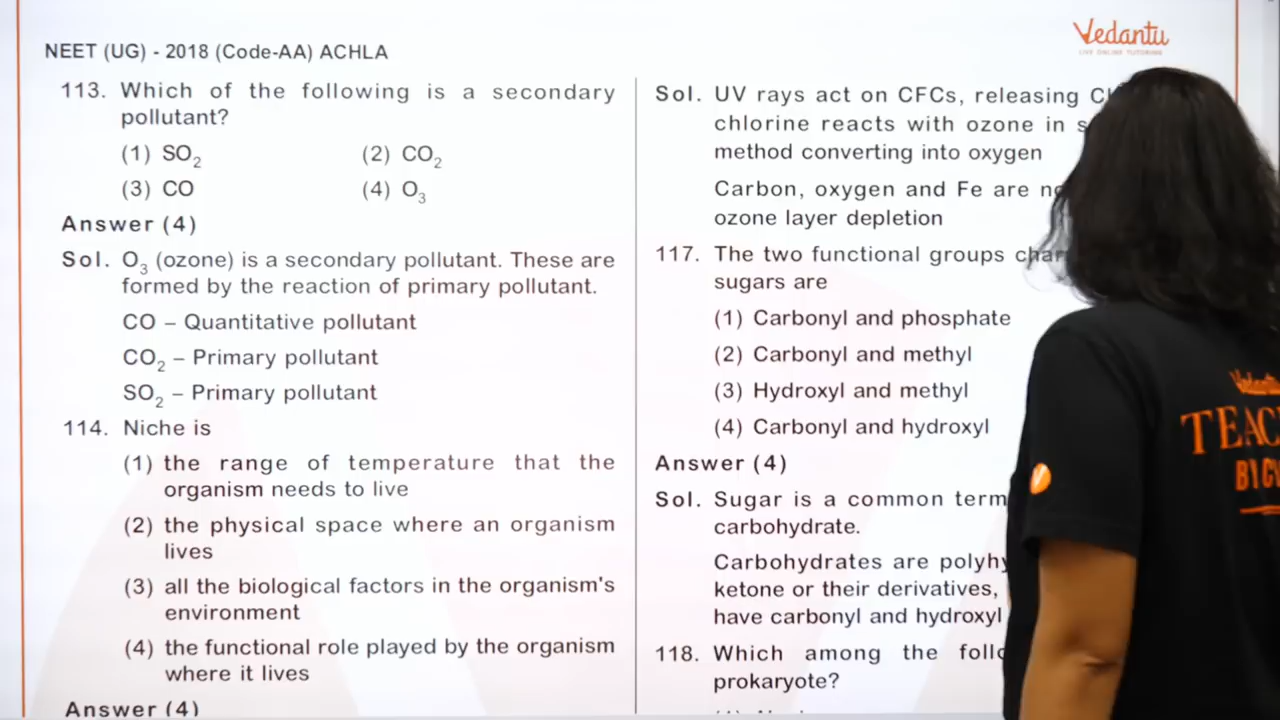 Vedantu
LIVE ONLINE TUTORING
NEET (UG) - 2018 (Code-AA) ACHLA
113. Which of the following is a secondary
pollutant?
(1) SO₂ (2) CO₂
(3) CO (4) O₃
Answer (4)
Sol. O₃ (ozone) is a secondary pollutant. These are
formed by the reaction of primary pollutant.
CO – Quantitative pollutant
CO₂ – Primary pollutant
SO₂ – Primary pollutant
114. Niche is
(1) the range of temperature that the
organism needs to live
(2) the physical space where an organism
lives
(3) all the biological factors in the organism's
environment
(4) the functional role played by the organism
where it lives
Answer (4)
Sol. UV rays act on CFCs, releasing
chlorine reacts with ozone in
method converting into oxygen
Carbon, oxygen and Fe are
ozone layer depletion
117. The two functional groups
sugars are
(1) Carbonyl and phosphate
(2) Carbonyl and methyl
(3) Hydroxyl and methyl
(4) Carbonyl and hydroxyl
Answer (4)
Sol. Sugar is a common term
carbohydrate.
Carbohydrates are
ketone or their derivatives,
have carbonyl and hydroxyl
118. Which among the
prokaryote?